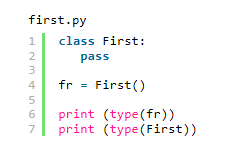 first.py
1 class First:
2     pass
3
4 fr = First()
5
6 print (type(fr))
7 print (type(First))